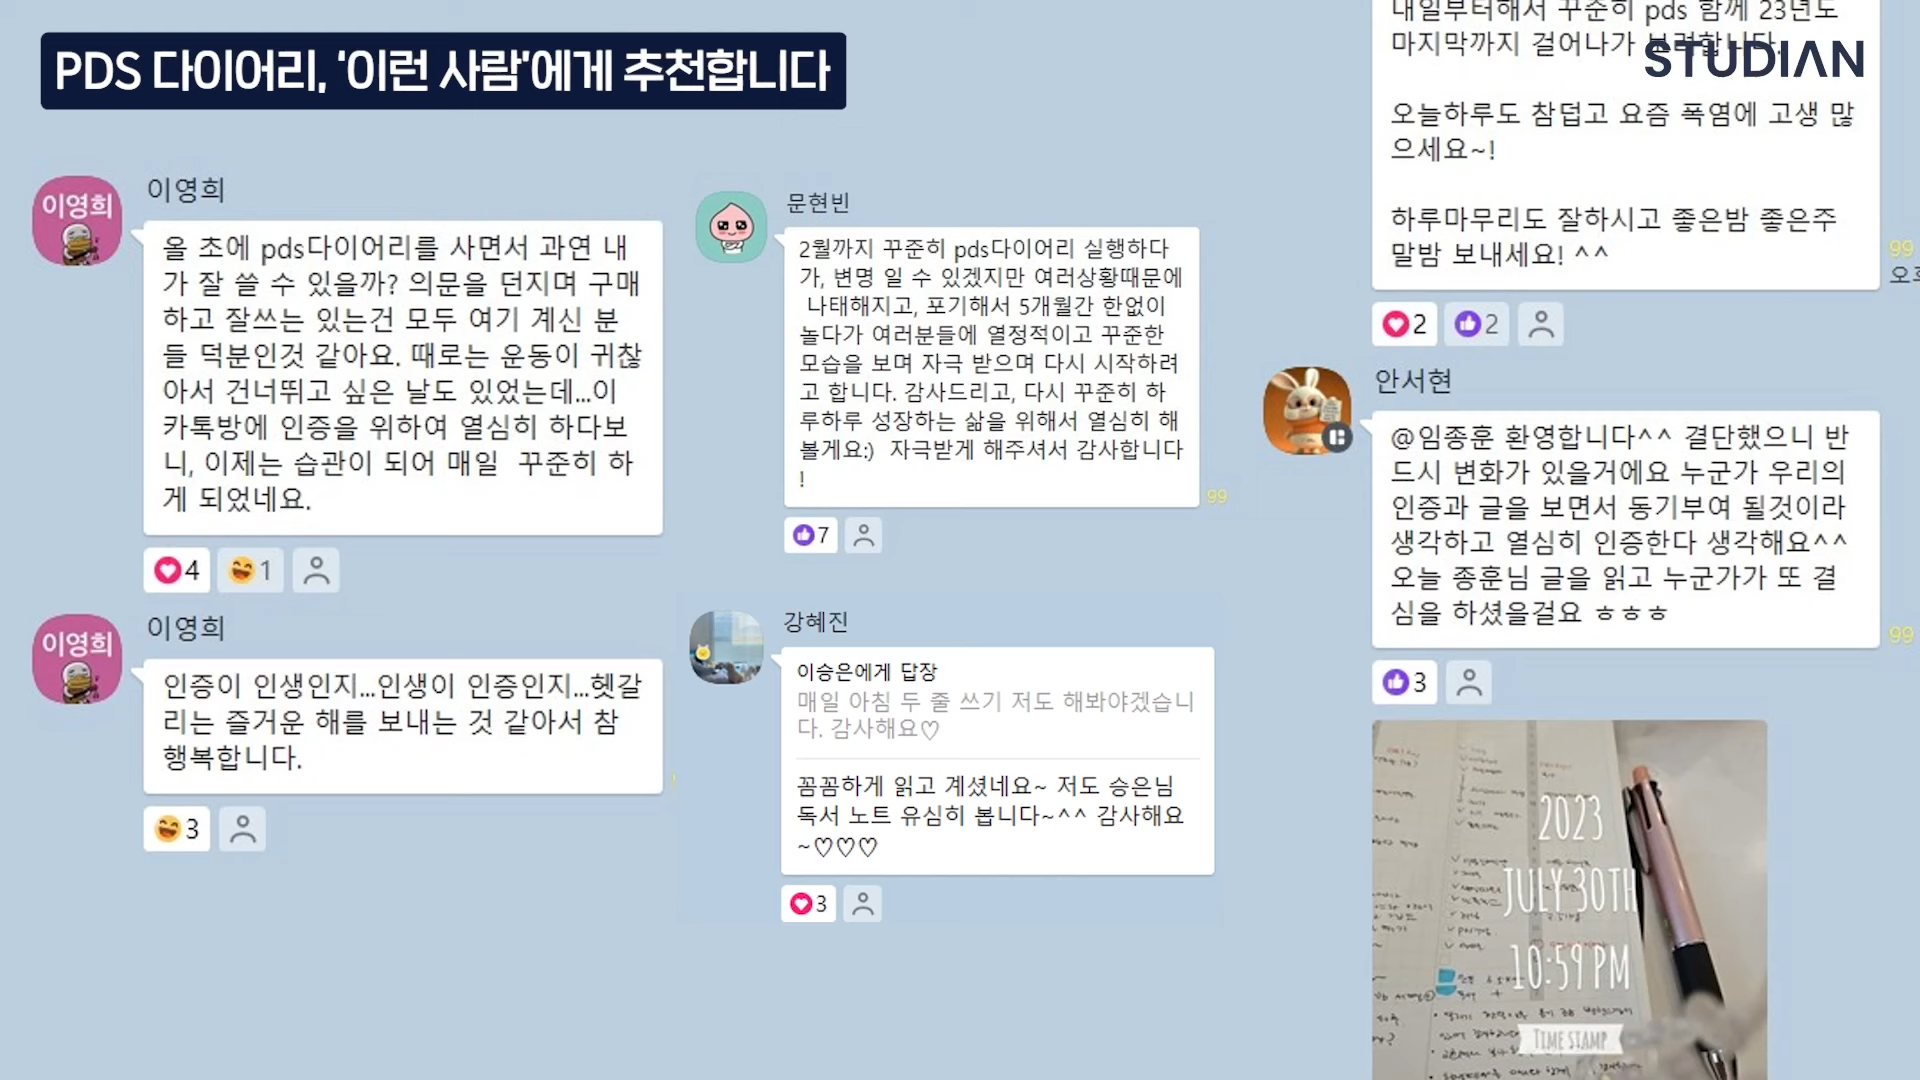 PDS 다이어리, '이런 사람'에게 추천합니다
STUDIAN
이영희
이영희
올 초에 pds다이어리를 사면서 과연 내
가 잘 쓸 수 있을까? 의문을 던지며 구매
하고 잘쓰는 있는건 모두 여기 계신 분
들 덕분인것 같아요. 때로는 운동이 귀찮
아서 건너뛰고 싶은 날도 있었는데...이
카톡방에 인증을 위하여 열심히 하다보
니, 이제는 습관이 되어 매일 꾸준히 하
게 되었네요.
4
1
이영희
이영희
인증이 인생인지...인생이 인증인지...헷갈
리는 즐거운 해를 보내는 것 같아서 참
행복합니다.
3
문현빈
2월까지 꾸준히 pds다이어리 실행하다
가, 변명 일 수 있겠지만 여러상황때문에
나태해지고, 포기해서 5개월간 한없이
놀다가 여러분들에 열정적이고 꾸준한
모습을 보며 자극 받으며 다시 시작하려
고 합니다. 감사드리고, 다시 꾸준히 하
루하루 성장하는 삶을 위해서 열심히 해
볼게요:) 자극받게 해주셔서 감사합니다
!
99
7
강혜진
이승은에게 답장
매일 아침 두 줄 쓰기 저도 해봐야겠습니
다. 감사해요♡
꼼꼼하게 읽고 계셨네요~ 저도 승은님
독서 노트 유심히 봅니다~^^ 감사해요
~♡♡♡
3
내일부터해서 꾸준히 pds 함께 23년도
마지막까지 걸어나가 보려합니다.
오늘하루도 참덥고 요즘 폭염에 고생 많
으세요~!
하루마무리도 잘하시고 좋은밤 좋은주
말밤 보내세요! ^^
99
오후
2
2
안서현
@임종훈 환영합니다^^ 결단했으니 반
드시 변화가 있을거에요 누군가 우리의
인증과 글을 보면서 동기부여 될것이라
생각하고 열심히 인증한다 생각해요^^
오늘 종훈님 글을 읽고 누군가가 또 결
심을 하셨을걸요 ㅎㅎㅎ
99
3
2023
JULY 30TH
10:59 PM
TIME STAMP